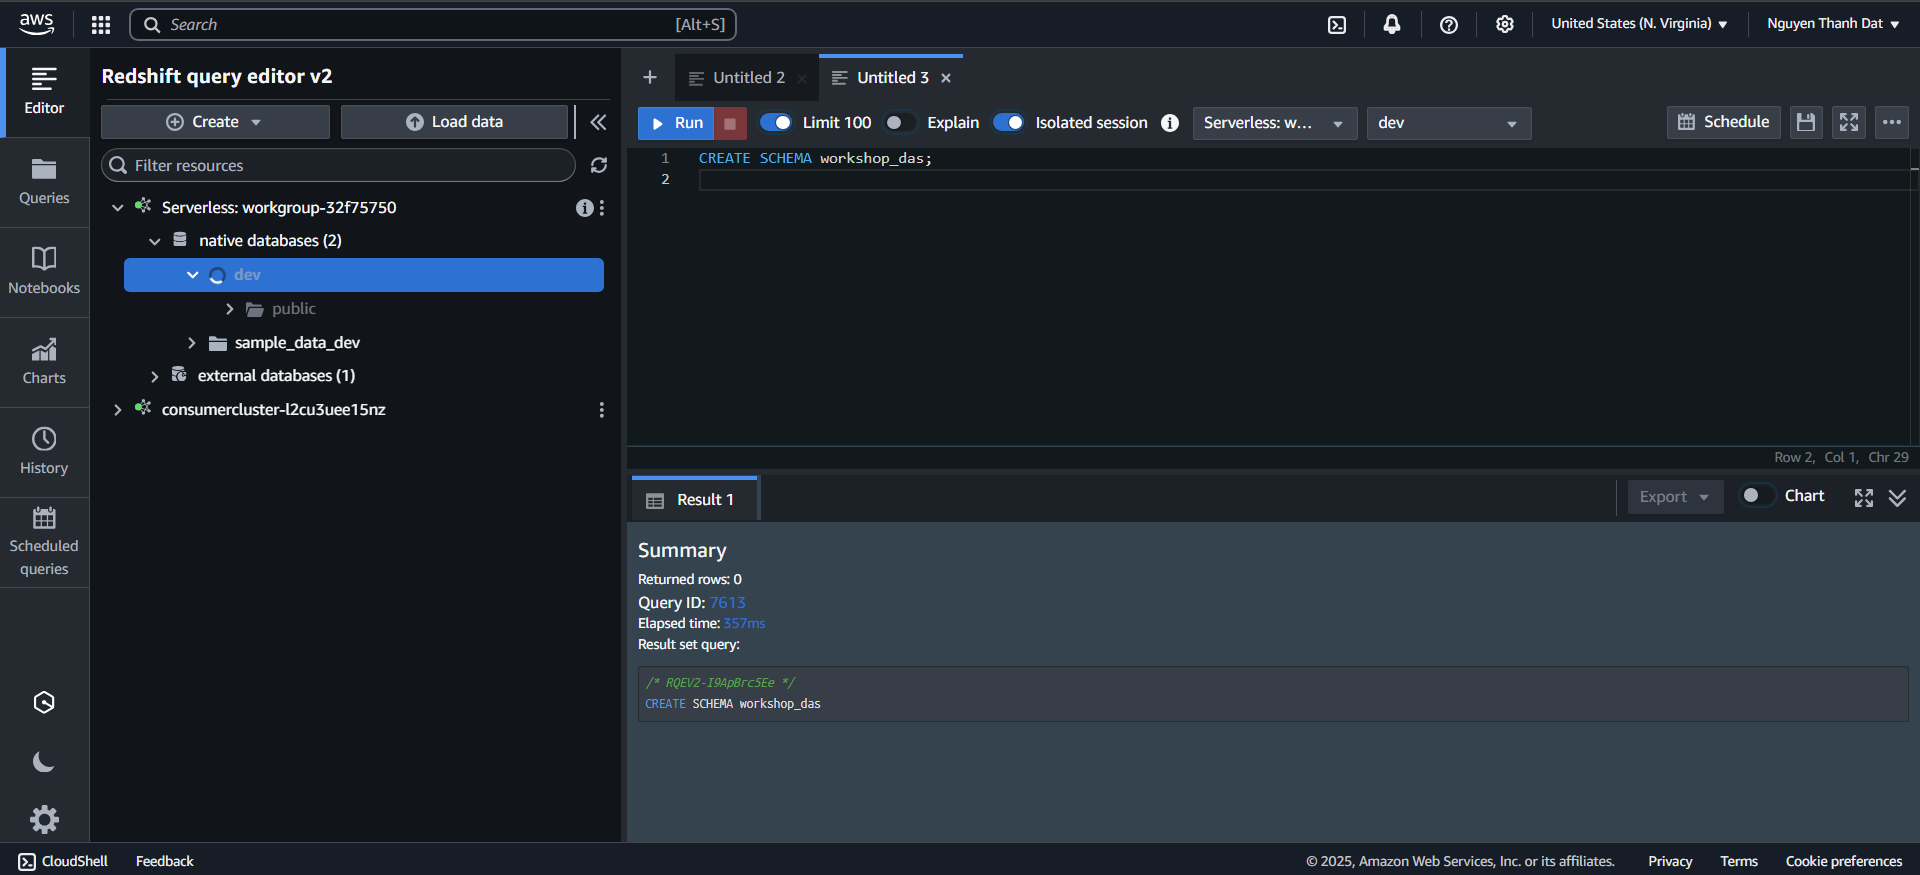 aws
Search
[Alt+S]
United States (N. Virginia)
Nguyen Thanh Dat
Editor
Queries
Notebooks
Charts
History
Scheduled
queries
Redshift query editor v2
Create
Load data
Filter resources
Serverless: workgroup-32f75750
native databases (2)
dev
public
sample_data_dev
external databases (1)
consumercluster-l2cu3uee15nz
Untitled 2
Untitled 3
Run
Limit 100
Explain
Isolated session
Serverless: w...
dev
Schedule
1 CREATE SCHEMA workshop_das;
2
Row 2, Col 1, Chr 29
Result 1
Export
Chart
Summary
Returned rows: 0
Query ID: 7613
Elapsed time: 357ms
Result set query:
/* RQEV2-I9ApBrc5Ee */
CREATE SCHEMA workshop_das
CloudShell
Feedback
© 2025, Amazon Web Services, Inc. or its affiliates.
Privacy
Terms
Cookie preferences